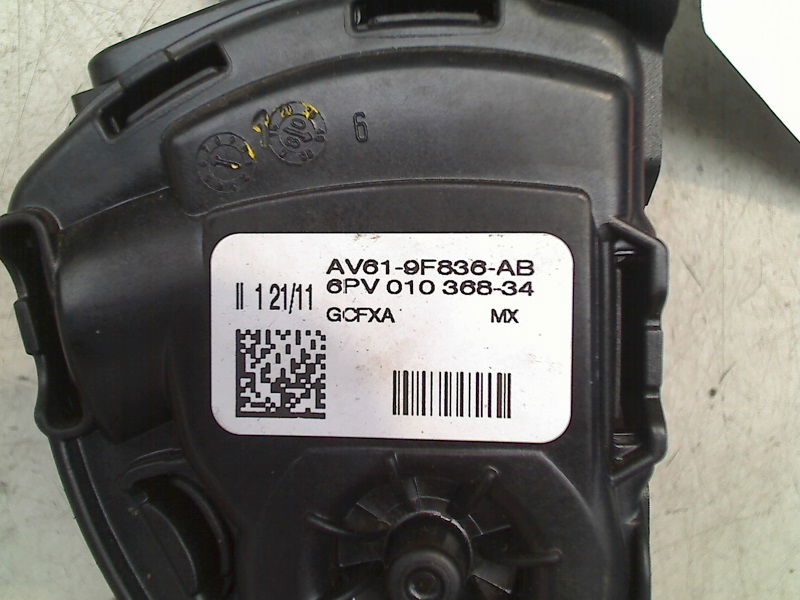 6
AV61-9F836-AB
6PV 010 368-34
II 1 21/11
GCFXA MX